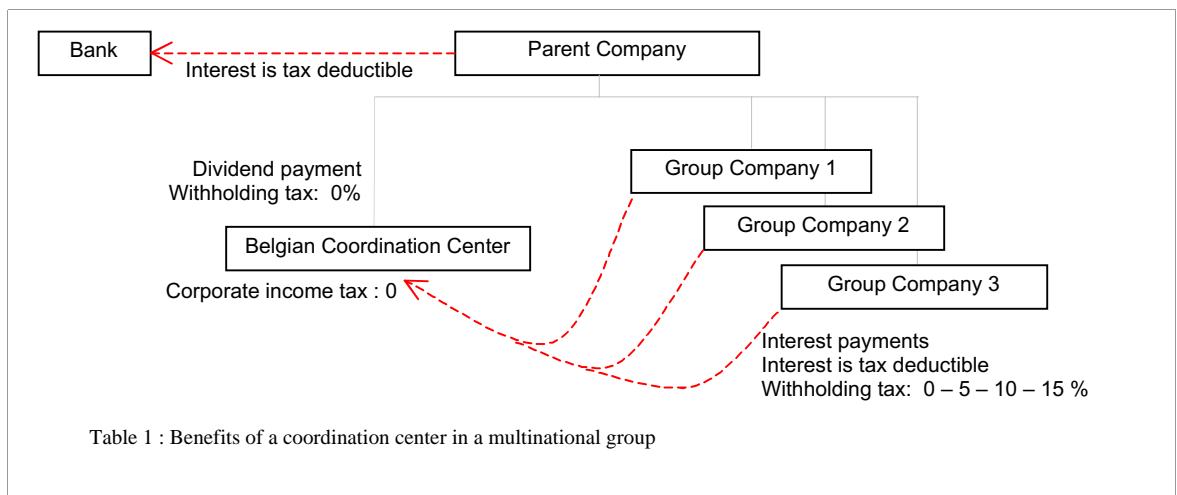 Bank
Parent Company
Interest is tax deductible
Dividend payment
Withholding tax:  0%
Group Company 1
Group Company 2
Belgian Coordination Center
Group Company 3
Corporate income tax : 0
Interest payments
Interest is tax deductible
Withholding tax:  0 – 5 – 10 – 15 %
Table 1 : Benefits of a coordination center in a multinational group